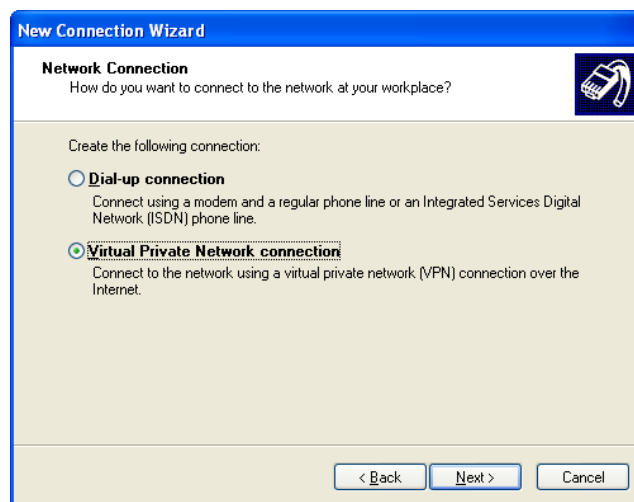 New Connection Wizard
Network Connection
How do you want to connect to the network at your workplace?
Create the following connection:
Dial-up connection
Connect using a modem and a regular phone line or an Integrated Services Digital
Network (ISDN) phone line.
Virtual Private Network connection
Connect to the network using a virtual private network (VPN) connection over the
Internet.
< Back Next > Cancel